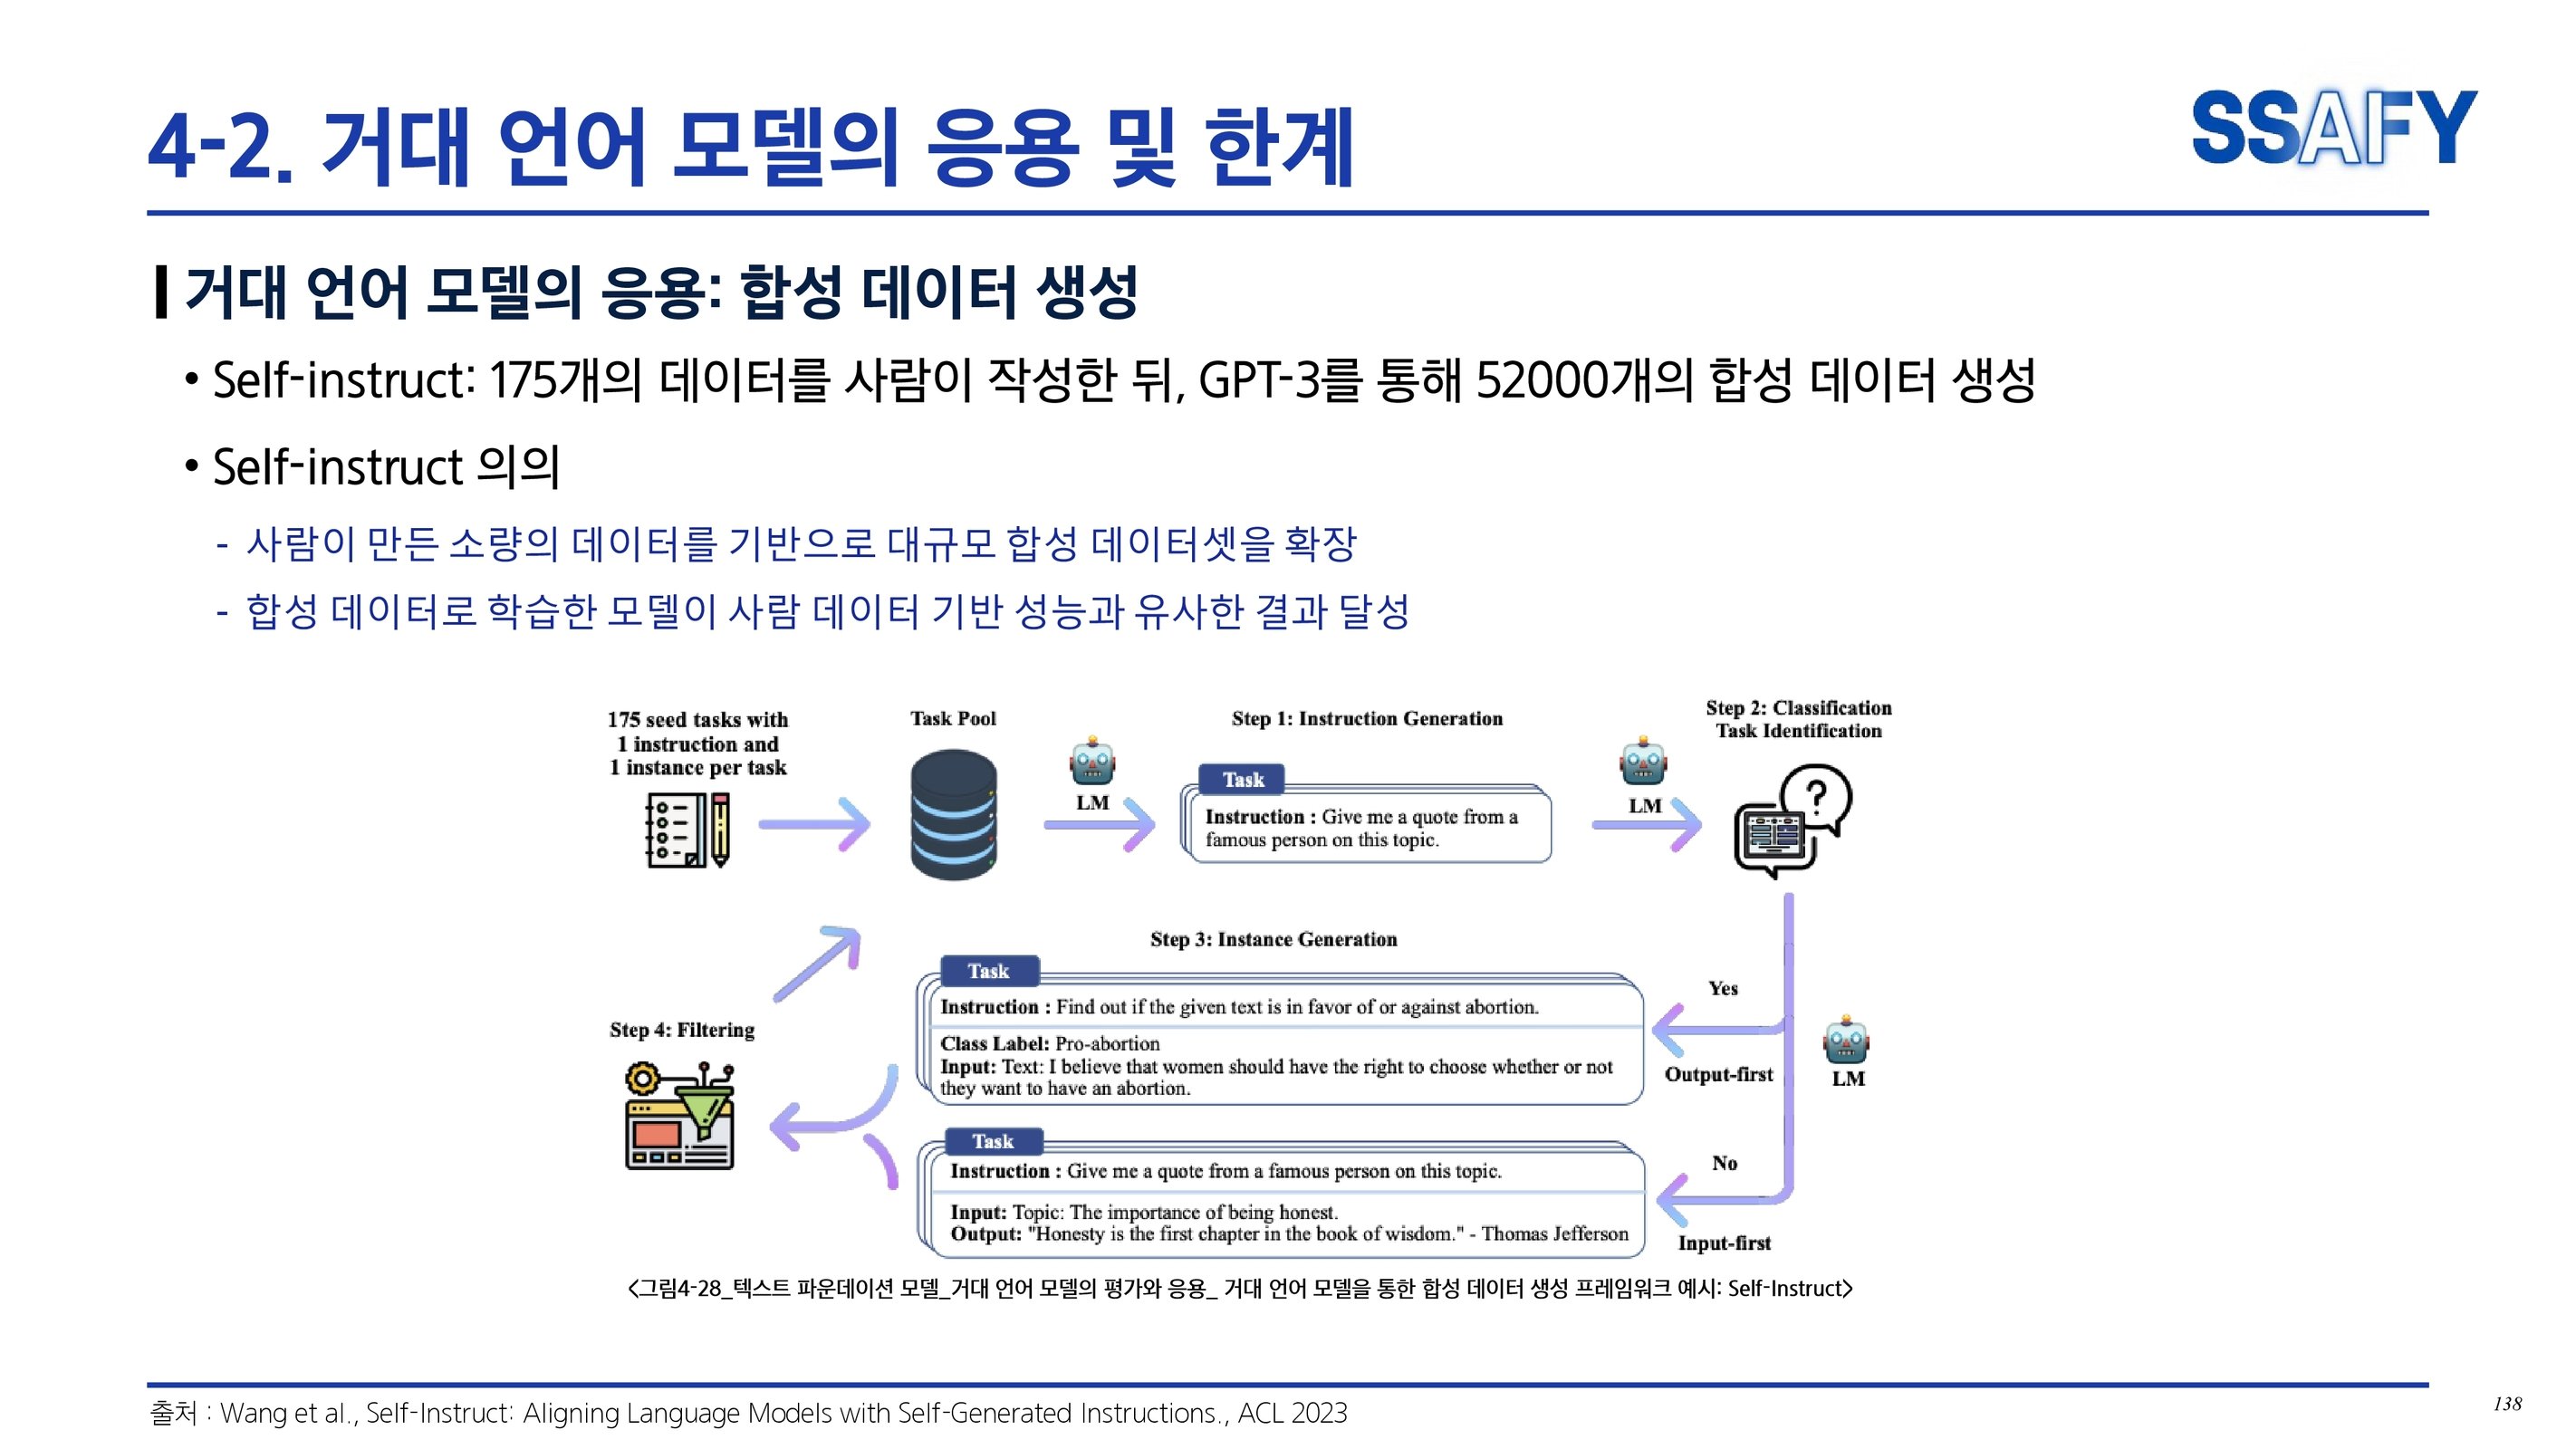 4-2. 거대 언어 모델의 응용 및 한계
SSAFY
거대 언어 모델의 응용: 합성 데이터 생성
• Self-instruct: 175개의 데이터를 사람이 작성한 뒤, GPT-3를 통해 52000개의 합성 데이터 생성
• Self-instruct 의의
- 사람이 만든 소량의 데이터를 기반으로 대규모 합성 데이터셋을 확장
- 합성 데이터로 학습한 모델이 사람 데이터 기반 성능과 유사한 결과 달성
175 seed tasks with
1 instruction and
1 instance per task
Task Pool
LM
Step 1: Instruction Generation
Task
Instruction : Give me a quote from a
famous person on this topic.
LM
Step 2: Classification
Task Identification
Step 3: Instance Generation
Task
Instruction : Find out if the given text is in favor of or against abortion.
Class Label: Pro-abortion
Input: Text: I believe that women should have the right to choose whether or not
they want to have an abortion.
Yes
Output-first
LM
Task
Instruction : Give me a quote from a famous person on this topic.
Input: Topic: The importance of being honest.
Output: "Honesty is the first chapter in the book of wisdom." - Thomas Jefferson
No
Input-first
Step 4: Filtering
<그림4-28_텍스트 파운데이션 모델_거대 언어 모델의 평가와 응용_ 거대 언어 모델을 통한 합성 데이터 생성 프레임워크 예시: Self-Instruct>
출처 : Wang et al., Self-Instruct: Aligning Language Models with Self-Generated Instructions., ACL 2023
138